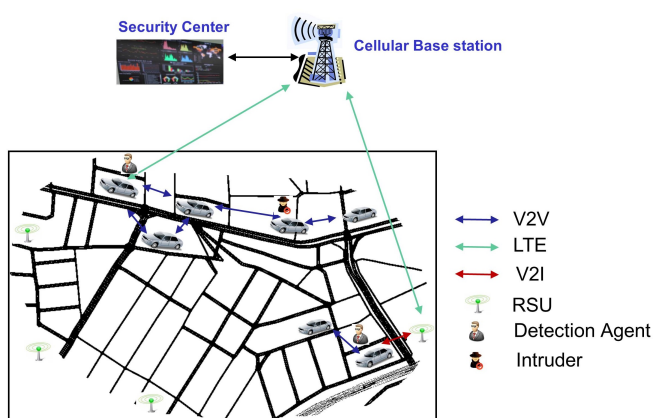 Security Center
Cellular Base station
V2V
LTE
V2I
RSU
Detection Agent
Intruder